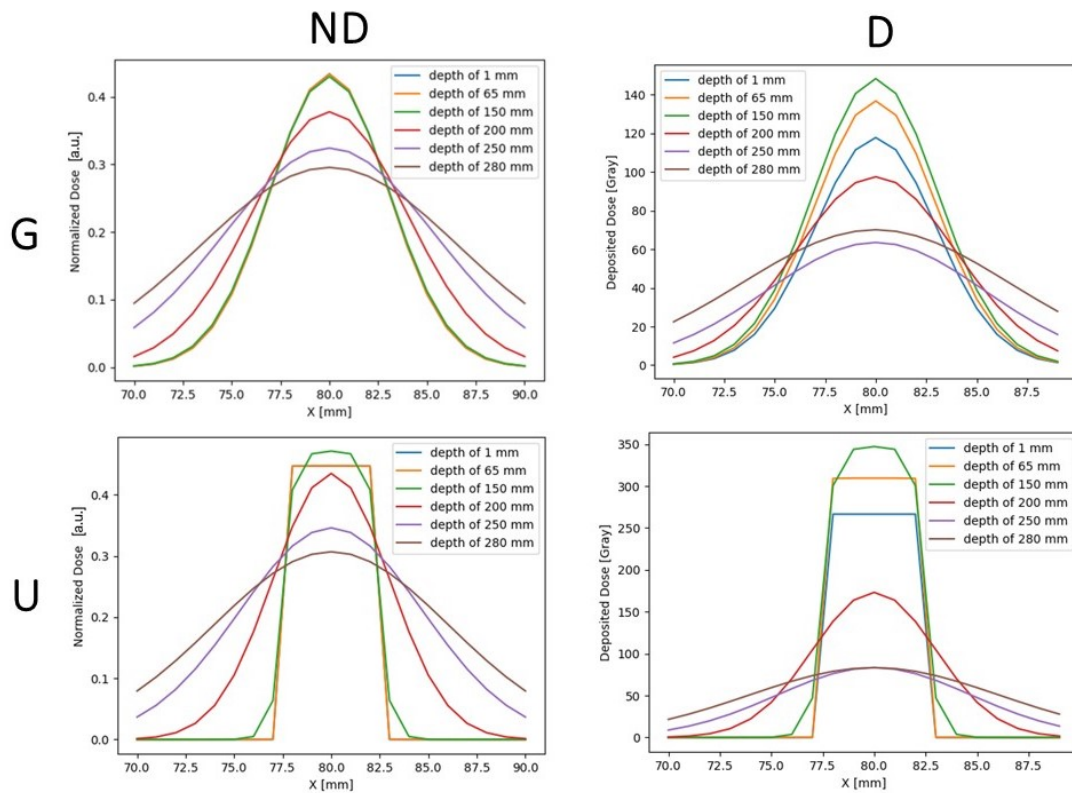 ND
D
G
Normalized Dose [a.u.]
0.4
0.3
0.2
0.1
0.0
depth of 1 mm
depth of 65 mm
depth of 150 mm
depth of 200 mm
depth of 250 mm
depth of 280 mm
70.0 72.5 75.0 77.5 80.0 82.5 85.0 87.5 90.0
X [mm]
Deposited Dose [Gray]
140
120
100
80
60
40
20
0
depth of 1 mm
depth of 65 mm
depth of 150 mm
depth of 200 mm
depth of 250 mm
depth of 280 mm
70.0 72.5 75.0 77.5 80.0 82.5 85.0 87.5
X [mm]
U
Normalized Dose [a.u.]
0.4
0.3
0.2
0.1
0.0
depth of 1 mm
depth of 65 mm
depth of 150 mm
depth of 200 mm
depth of 250 mm
depth of 280 mm
70.0 72.5 75.0 77.5 80.0 82.5 85.0 87.5 90.0
X [mm]
Deposited Dose [Gray]
350
300
250
200
150
100
50
0
depth of 1 mm
depth of 65 mm
depth of 150 mm
depth of 200 mm
depth of 250 mm
depth of 280 mm
70.0 72.5 75.0 77.5 80.0 82.5 85.0 87.5
X [mm]